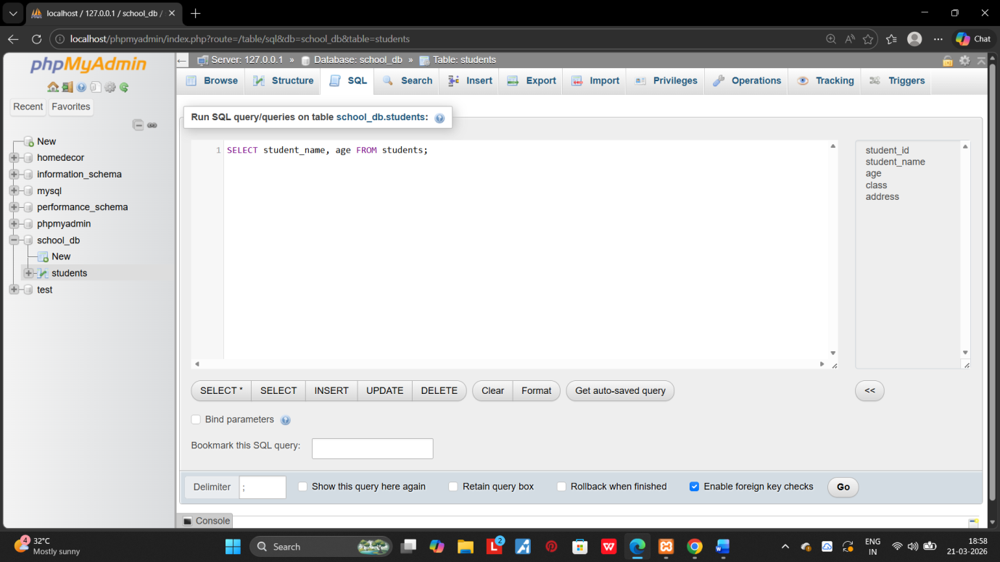 localhost / 127.0.0.1 / school_db /
localhost/phpmyadmin/index.php?route=/table/sql&db=school_db&table=students
Chat
phpMyAdmin
Recent Favorites
New
homedecor
information_schema
mysql
performance_schema
phpmyadmin
school_db
New
students
test
Server: 127.0.0.1 » Database: school_db » Table: students
Browse Structure SQL Search Insert Export Import Privileges Operations Tracking Triggers
Run SQL query/queries on table school_db.students:
1 SELECT student_name, age FROM students;
student_id
student_name
age
class
address
SELECT * SELECT INSERT UPDATE DELETE Clear Format Get auto-saved query <<
Bind parameters
Bookmark this SQL query:
Delimiter ; Show this query here again Retain query box Rollback when finished Enable foreign key checks Go
Console
4 32°C
Mostly sunny
Search
2
ENG
IN
18:58
21-03-2026